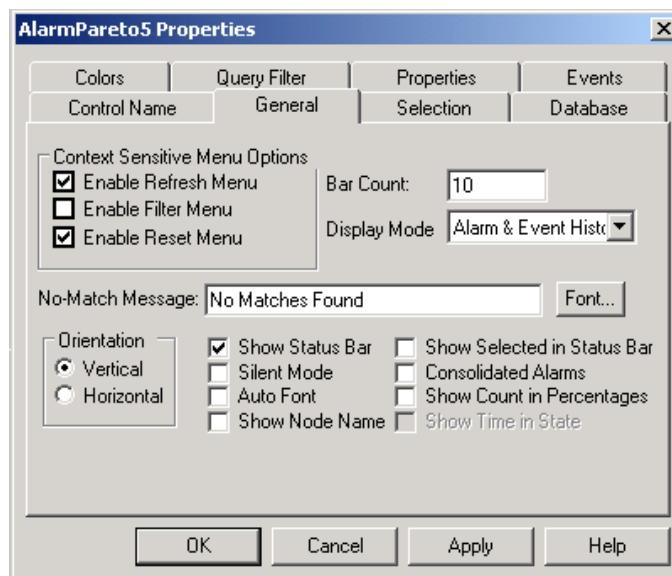 AlarmPareto5 Properties
Colors Query Filter Properties Events
Control Name General Selection Database
Context Sensitive Menu Options
Enable Refresh Menu
Enable Filter Menu
Enable Reset Menu
Bar Count: 10
Display Mode Alarm & Event Histo
No-Match Message: No Matches Found Font...
Orientation
Vertical
Horizontal
Show Status Bar Show Selected in Status Bar
Silent Mode Consolidated Alarms
Auto Font Show Count in Percentages
Show Node Name Show Time in State
OK Cancel Apply Help